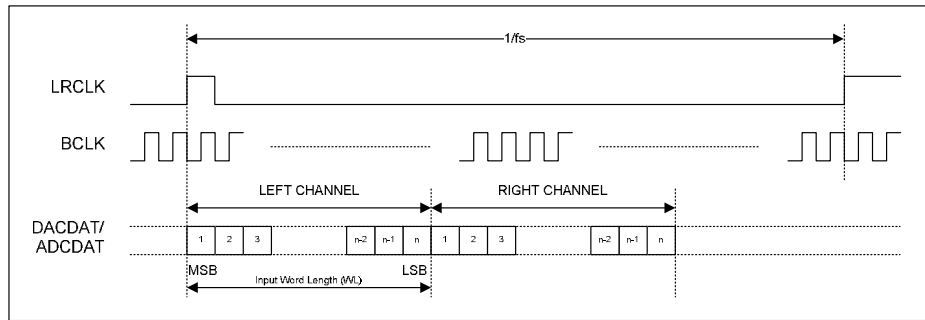 1/fs
LRCLK
BCLK
LEFT CHANNEL RIGHT CHANNEL
DACDAT/
ADCDAT
1 2 3 n-2 n-1 n 1 2 3 n-2 n-1 n
MSB LSB
Input Word Length (WL)